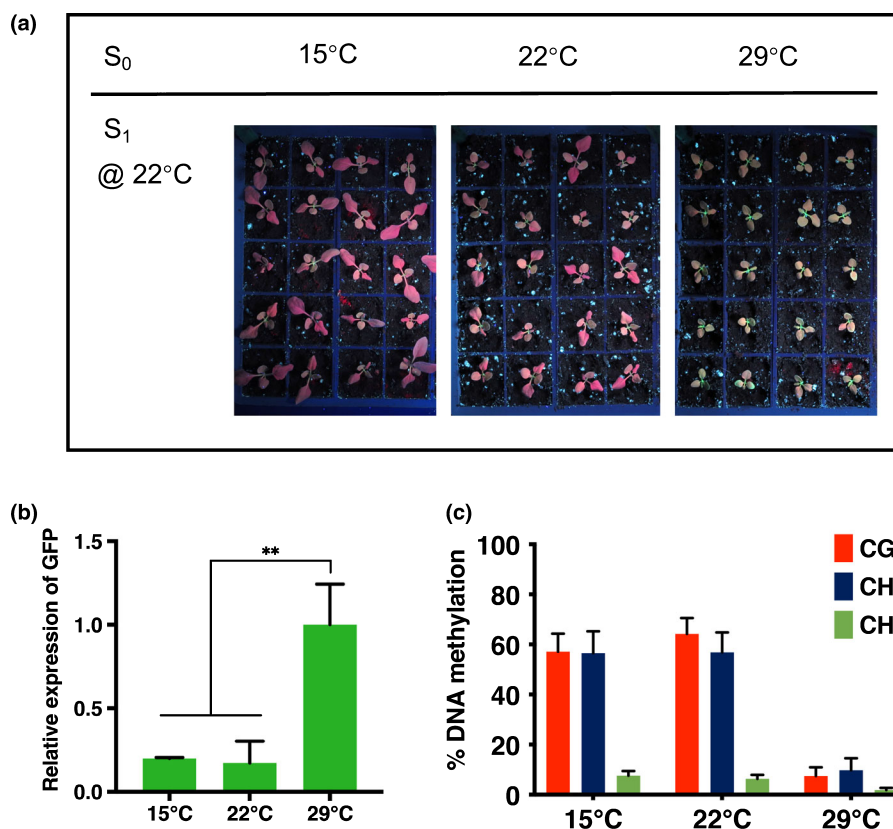 (a)
S₀ 15°C 22°C 29°C
S₁
@ 22°C
(b)
Relative expression of GFP
1.5
1.0
0.5
0.0
**
15°C 22°C 29°C
(c)
% DNA methylation
100
80
60
40
20
0
CG
CH
CH
15°C 22°C 29°C